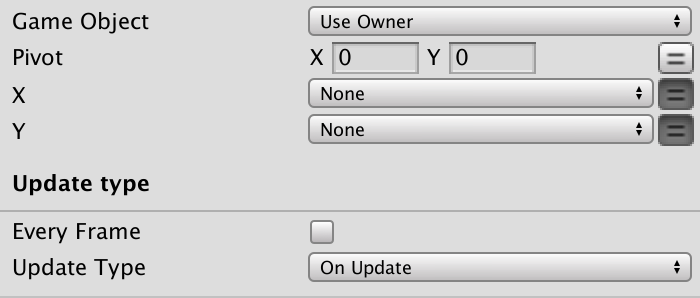 Game Object Use Owner
Pivot X 0 Y 0
X None
Y None
Update type
Every Frame
Update Type On Update